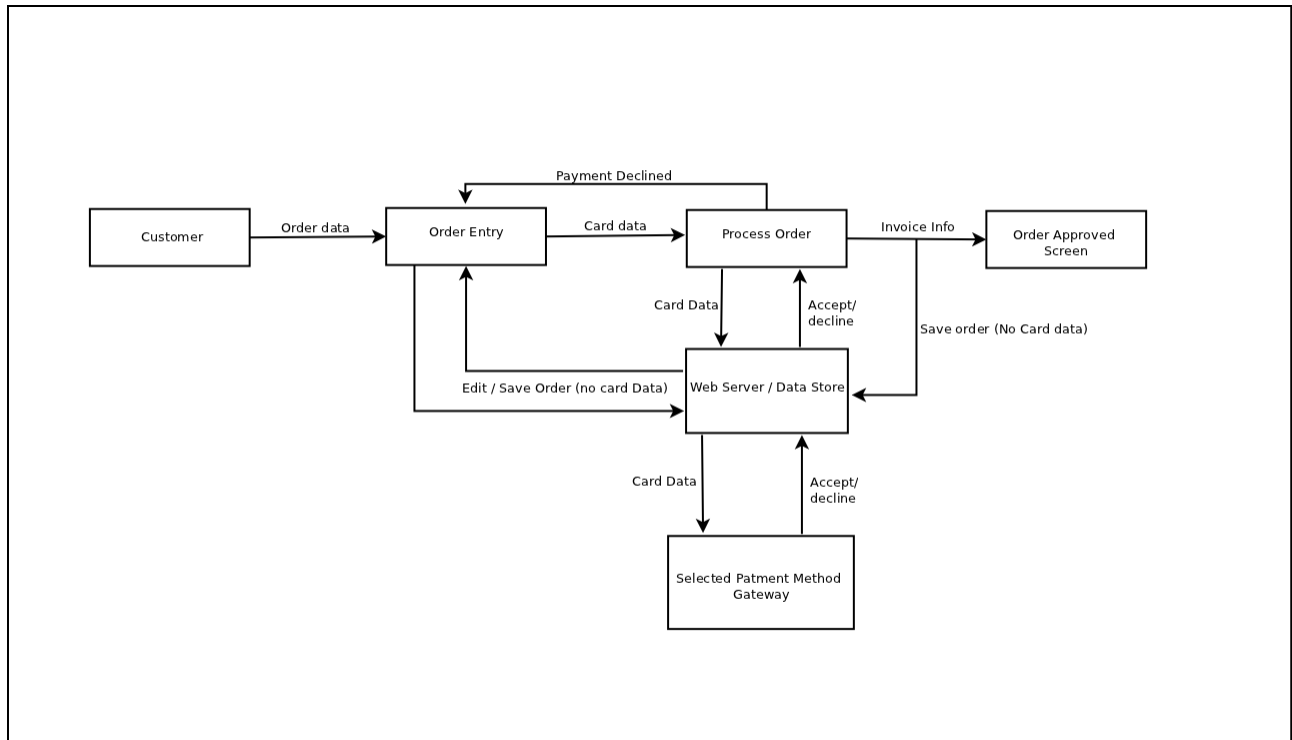 Payment Declined
Customer
Order data
Order Entry
Card data
Process Order
Invoice Info
Order Approved
Screen
Card Data
Accept/
decline
Save order (No Card data)
Edit / Save Order (no card Data)
Web Server / Data Store
Card Data
Accept/
decline
Selected Patment Method
Gateway